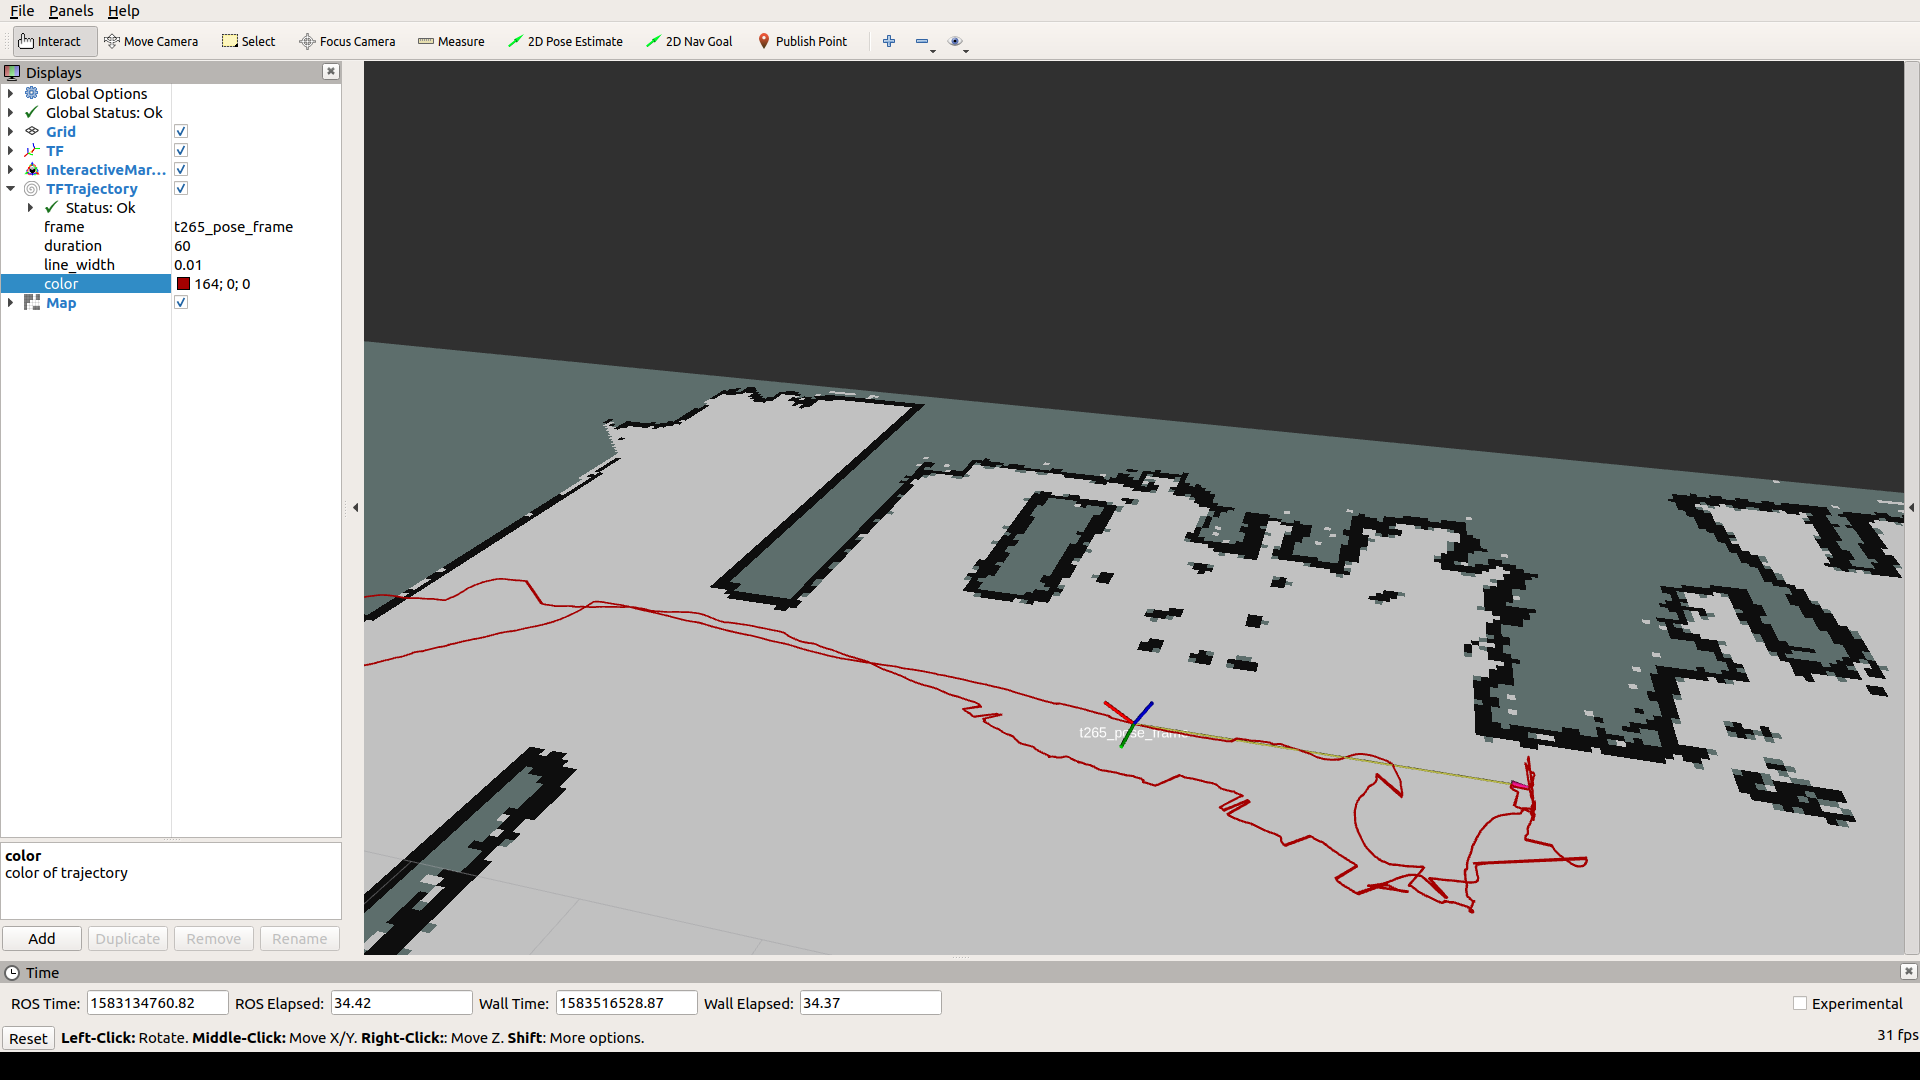 File Panels Help
Interact Move Camera Select Focus Camera Measure 2D Pose Estimate 2D Nav Goal Publish Point
Displays
Global Options
Global Status: Ok
Grid
TF
InteractiveMar...
TFTrajectory
Status: Ok
frame t265_pose_frame
duration 60
line_width 0.01
color 164; 0; 0
Map
t265_pose_frame
color
color of trajectory
Add Duplicate Remove Rename
Time
ROS Time: 1583134760.82 ROS Elapsed: 34.42 Wall Time: 1583516528.87 Wall Elapsed: 34.37 Experimental
Reset Left-Click: Rotate. Middle-Click: Move X/Y. Right-Click:: Move Z. Shift: More options. 31 fps